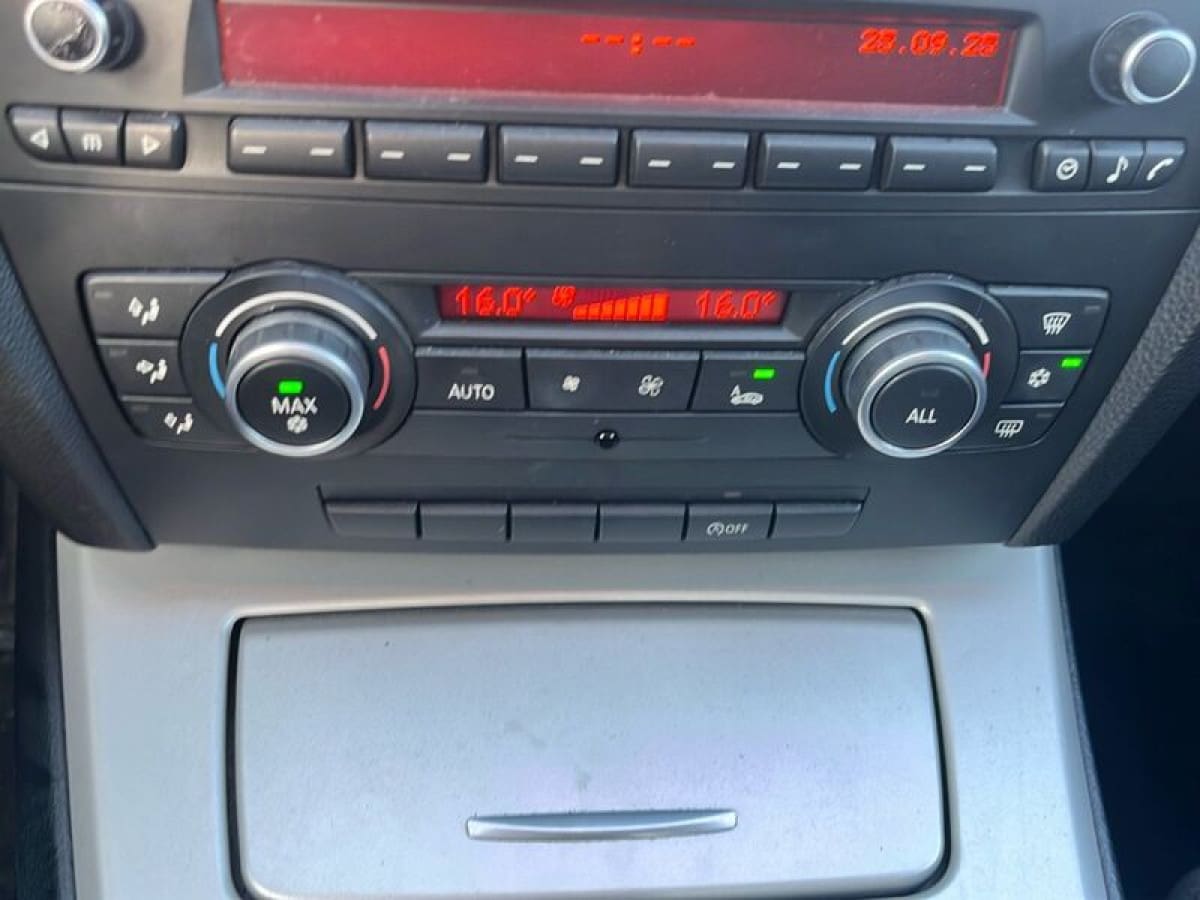 --:-- 28.09.28
m
16.0° 16.0°
MAX
AUTO
A
ALL
OFF